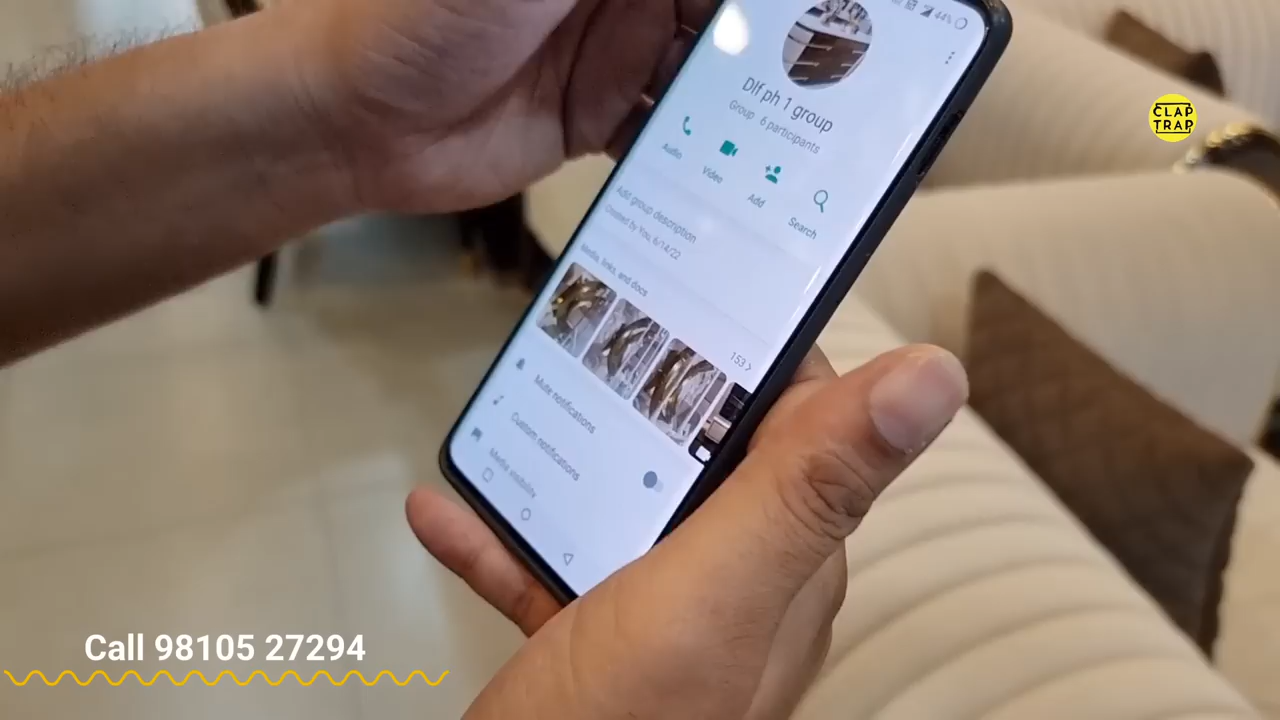 44%
CLAP
TRAP
Dlf ph 1 group
Group 6 participants
Audio
Video
Add
Search
Add group description
Created by You, 6/14/22
Media, links, and docs
153 >
Mute notifications
Custom notifications
Media visibility
Call 98105 27294